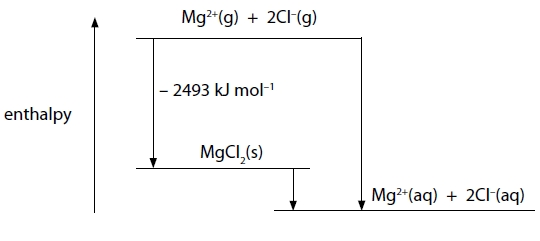 Mg²⁺(g) + 2Cl⁻(g)
– 2493 kJ mol⁻¹
enthalpy
MgCl₂(s)
Mg²⁺(aq) + 2Cl⁻(aq)